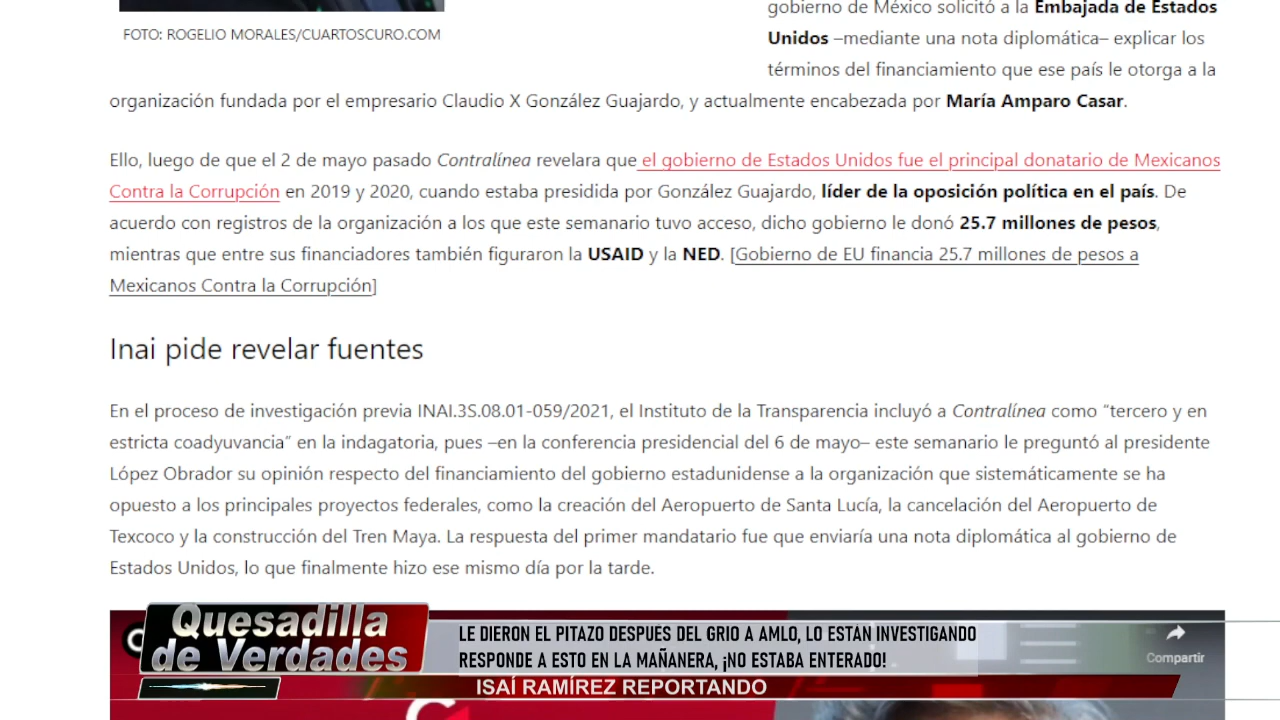 gobierno de México solicitó a la Embajada de Estados
FOTO: ROGELIO MORALES/CUARTOSCURO.COM
Unidos –mediante una nota diplomática– explicar los
términos del financiamiento que ese país le otorga a la
organización fundada por el empresario Claudio X González Guajardo, y actualmente encabezada por María Amparo Casar.
Ello, luego de que el 2 de mayo pasado Contralínea revelara que el gobierno de Estados Unidos fue el principal donatario de Mexicanos
Contra la Corrupción en 2019 y 2020, cuando estaba presidida por González Guajardo, líder de la oposición política en el país. De
acuerdo con registros de la organización a los que este semanario tuvo acceso, dicho gobierno le donó 25.7 millones de pesos,
mientras que entre sus financiadores también figuraron la USAID y la NED. [Gobierno de EU financia 25.7 millones de pesos a
Mexicanos Contra la Corrupción]
Inai pide revelar fuentes
En el proceso de investigación previa INAI.3S.08.01-059/2021, el Instituto de la Transparencia incluyó a Contralínea como “tercero y en
estricta coadyuvancia” en la indagatoria, pues –en la conferencia presidencial del 6 de mayo– este semanario le preguntó al presidente
López Obrador su opinión respecto del financiamiento del gobierno estadunidense a la organización que sistemáticamente se ha
opuesto a los principales proyectos federales, como la creación del Aeropuerto de Santa Lucía, la cancelación del Aeropuerto de
Texcoco y la construcción del Tren Maya. La respuesta del primer mandatario fue que enviaría una nota diplomática al gobierno de
Estados Unidos, lo que finalmente hizo ese mismo día por la tarde.
Quesadilla
de Verdades
LE DIERON EL PITAZO DESPUÉS DEL GRIO A AMLO, LO ESTÁN INVESTIGANDO
RESPONDE A ESTO EN LA MAÑANERA, ¡NO ESTABA ENTERADO!
Compartir
ISAÍ RAMÍREZ REPORTANDO